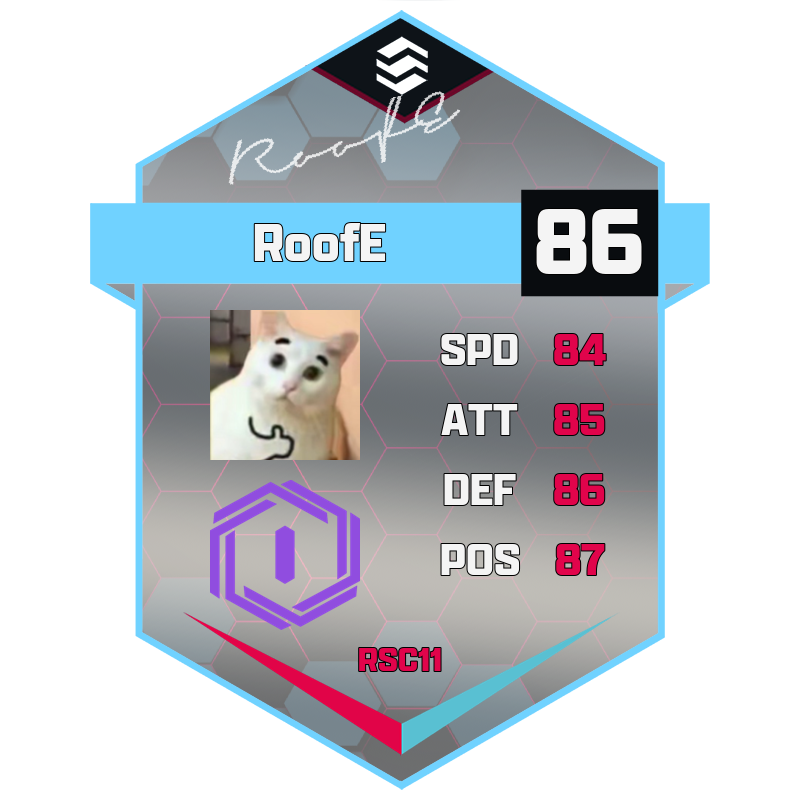 RoofE
RoofE
86
SPD 84
ATT 85
DEF 86
POS 87
RSC11